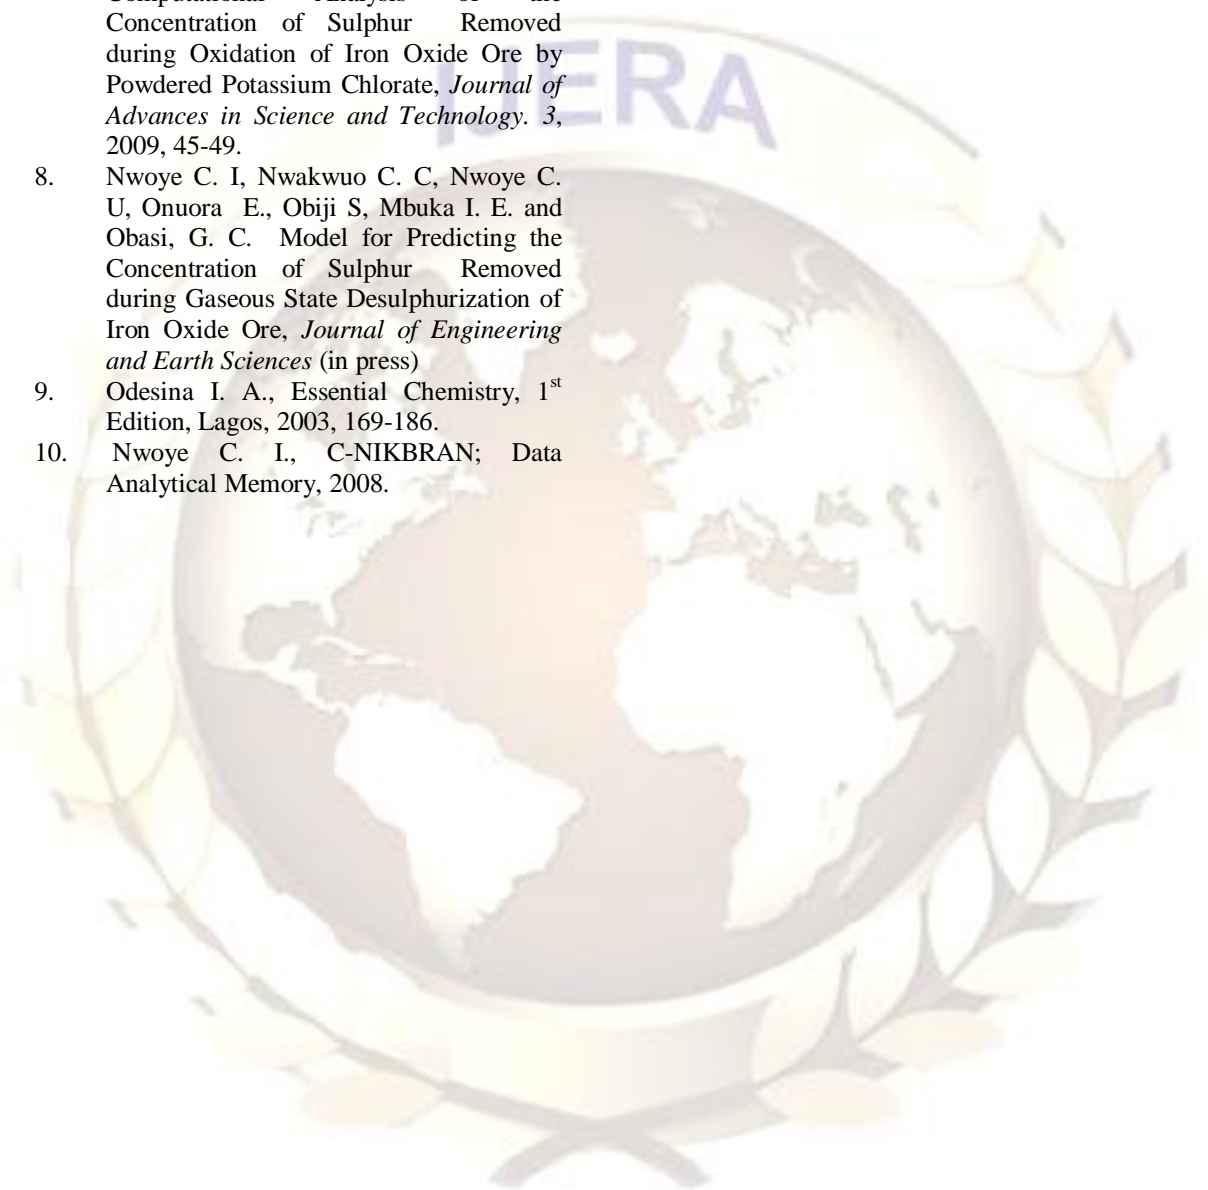 Computational Analysis of the
Concentration of Sulphur Removed
during Oxidation of Iron Oxide Ore by
Powdered Potassium Chlorate, Journal of
Advances in Science and Technology. 3,
2009, 45-49.
8. Nwoye C. I, Nwakwuo C. C, Nwoye C.
U, Onuora E., Obiji S, Mbuka I. E. and
Obasi, G. C. Model for Predicting the
Concentration of Sulphur Removed
during Gaseous State Desulphurization of
Iron Oxide Ore, Journal of Engineering
and Earth Sciences (in press)
9. Odesina I. A., Essential Chemistry, 1st
Edition, Lagos, 2003, 169-186.
10. Nwoye C. I., C-NIKBRAN; Data
Analytical Memory, 2008.
IJERA